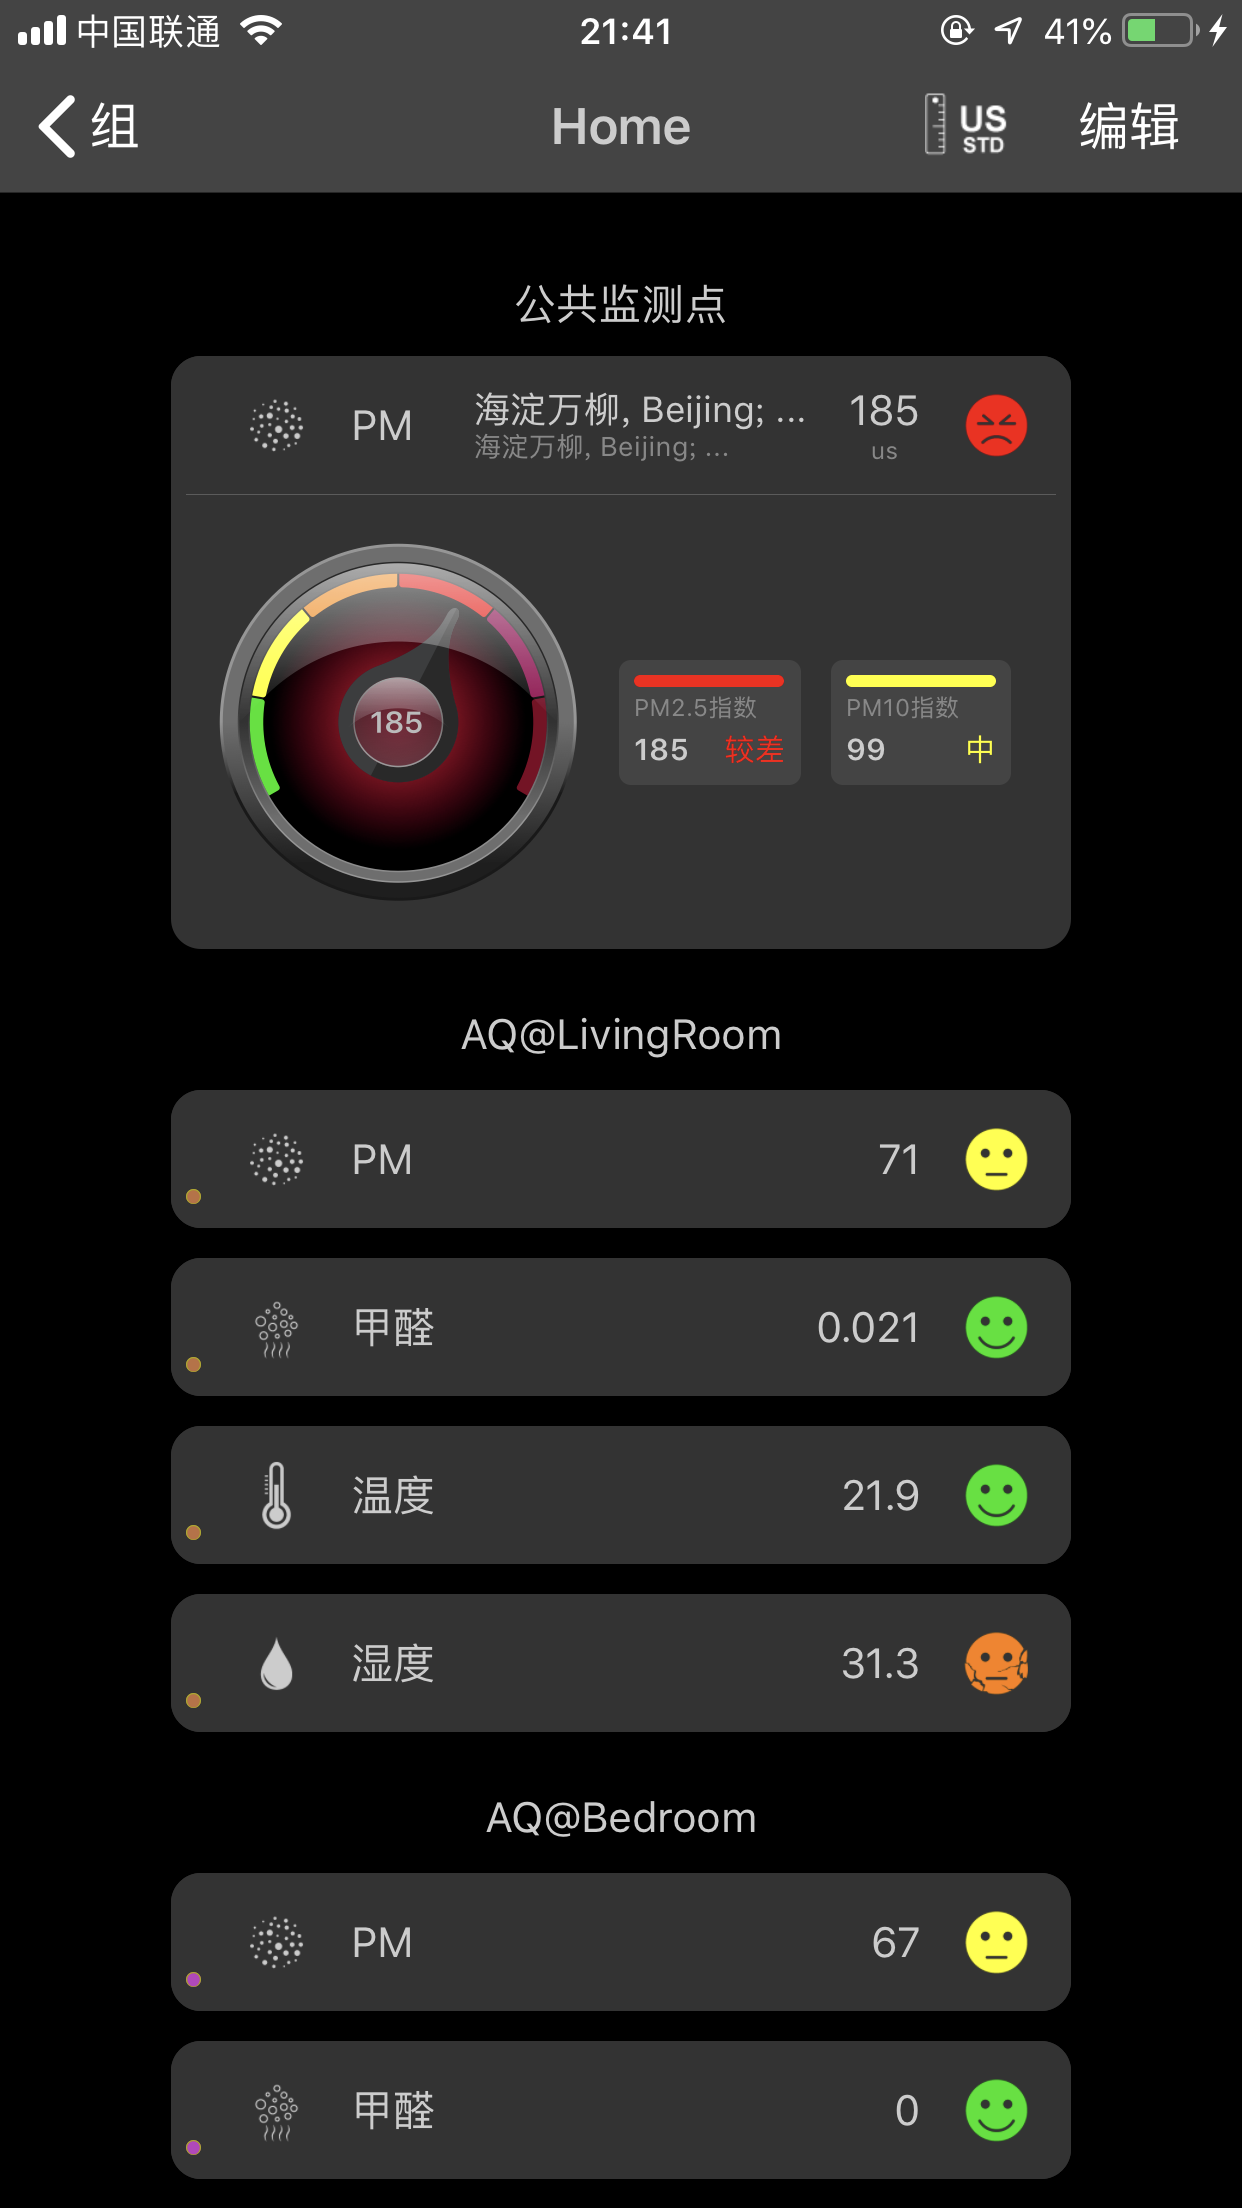 中国联通 21:41 41%
组 Home US STD 编辑
公共监测点
PM 海淀万柳, Beijing; ... 185
海淀万柳, Beijing; ... us
185
PM2.5指数 PM10指数
185 较差 99 中
AQ@LivingRoom
PM 71
甲醛 0.021
温度 21.9
湿度 31.3
AQ@Bedroom
PM 67
甲醛 0